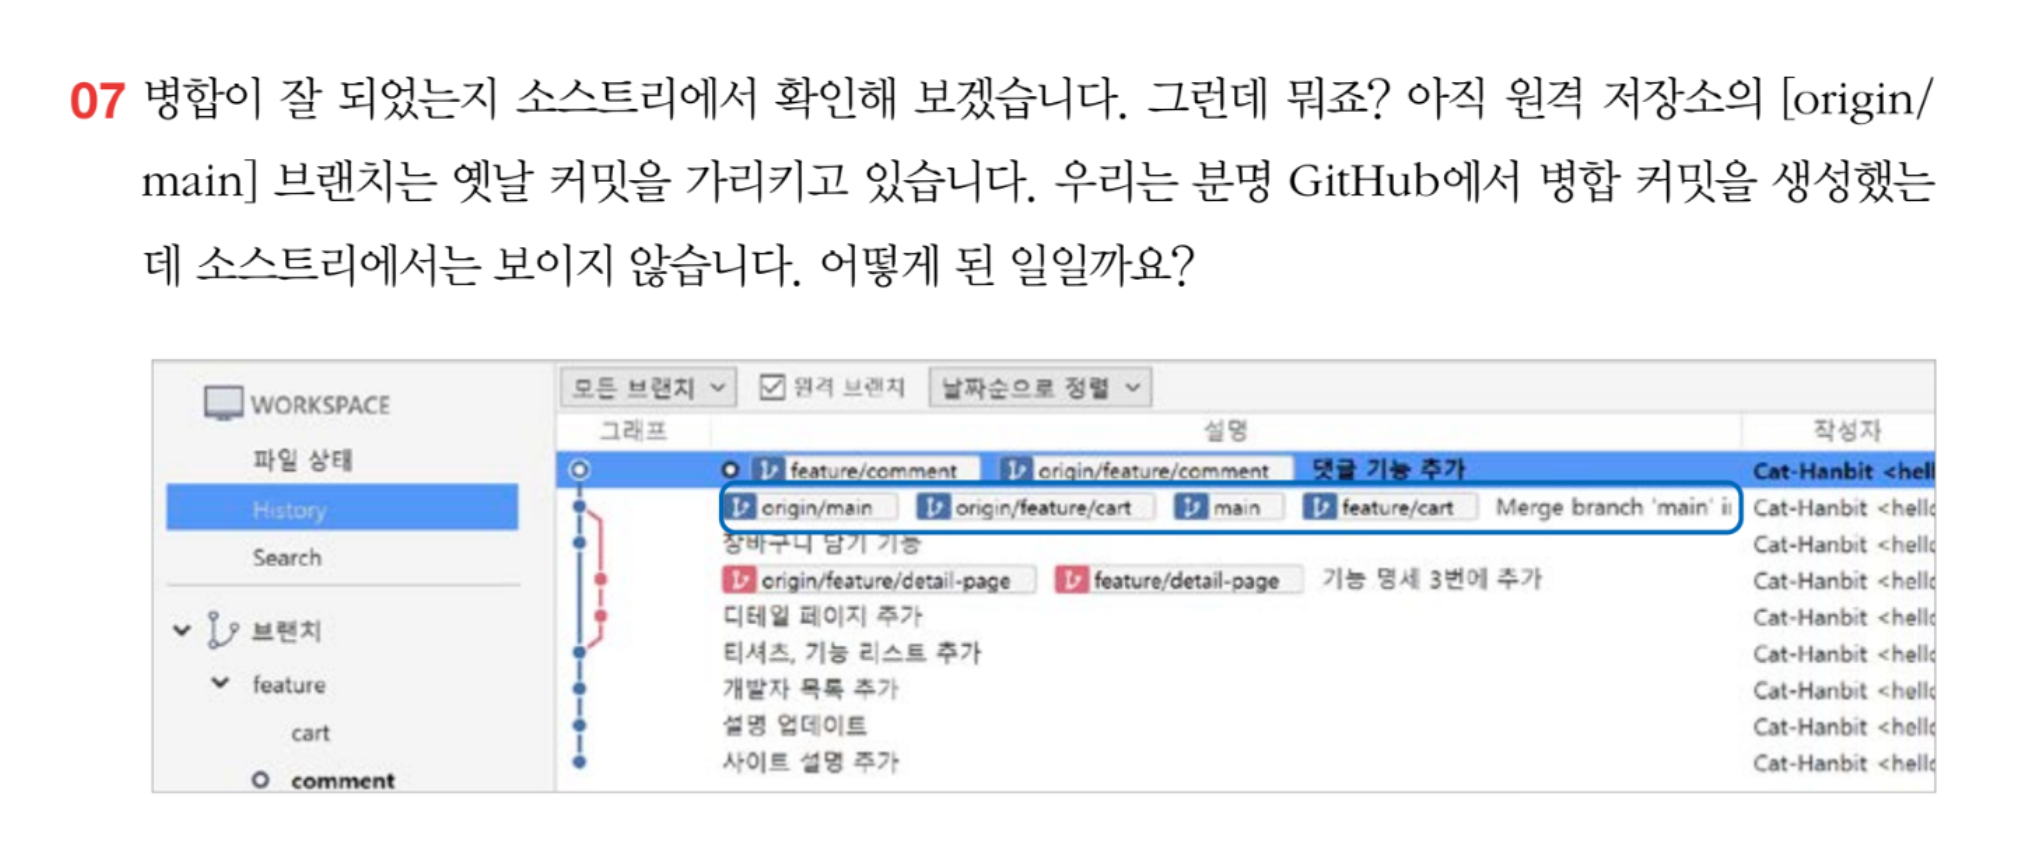 07 병합이 잘 되었는지 소스트리에서 확인해 보겠습니다. 그런데 뭐죠? 아직 원격 저장소의 [origin/
main] 브랜치는 옛날 커밋을 가리키고 있습니다. 우리는 분명 GitHub에서 병합 커밋을 생성했는
데 소스트리에서는 보이지 않습니다. 어떻게 된 일일까요?
WORKSPACE
파일 상태
History
Search
브랜치
feature
cart
comment
모든 브랜치 원격 브랜치 날짜순으로 정렬
그래프 설명 작성자
feature/comment origin/feature/comment 댓글 기능 추가 Cat-Hanbit <hell
origin/main origin/feature/cart main feature/cart Merge branch 'main' i Cat-Hanbit <hello
장바구니 담기 기능 Cat-Hanbit <hello
origin/feature/detail-page feature/detail-page 기능 명세 3번에 추가 Cat-Hanbit <hello
디테일 페이지 추가 Cat-Hanbit <hello
티셔츠, 기능 리스트 추가 Cat-Hanbit <hello
개발자 목록 추가 Cat-Hanbit <hello
설명 업데이트 Cat-Hanbit <hello
사이트 설명 추가 Cat-Hanbit <hello